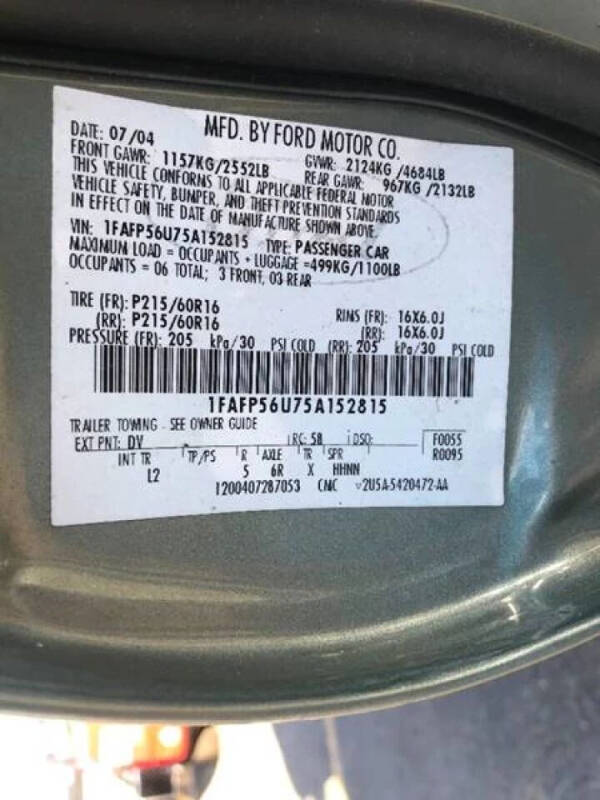 MFD. BY FORD MOTOR CO.
DATE: 07/04 GVWR: 2124KG /4684LB
FRONT GAWR: 1157KG/2552LB REAR GAWR: 967KG /2132LB
THIS VEHICLE CONFORMS TO ALL APPLICABLE FEDERAL MOTOR
VEHICLE SAFETY, BUMPER, AND THEFT PREVENTION STANDARDS
IN EFFECT ON THE DATE OF MANUFACTURE SHOWN ABOVE.
VIN: 1FAFP56U75A152815 TYPE: PASSENGER CAR
MAXIMUM LOAD = OCCUPANTS + LUGGAGE =499KG/1100LB
OCCUPANTS = 06 TOTAL; 3 FRONT, 03 REAR
TIRE (FR): P215/60R16 RIMS (FR): 16X6.0J
(RR): P215/60R16 (RR): 16X6.0J
PRESSURE (FR): 205 kPa/30 PSI COLD (RR): 205 kPa/30 PSI COLD
1FAFP56U75A152815
TRAILER TOWING - SEE OWNER GUIDE
EXT PNT: DV RC: 58 DSO: F0055
INT TR TP/PS R AXLE TR SPR R0095
L2 5 6R X HHNN
1200407287053 CMC 2U5A-5420472-AA